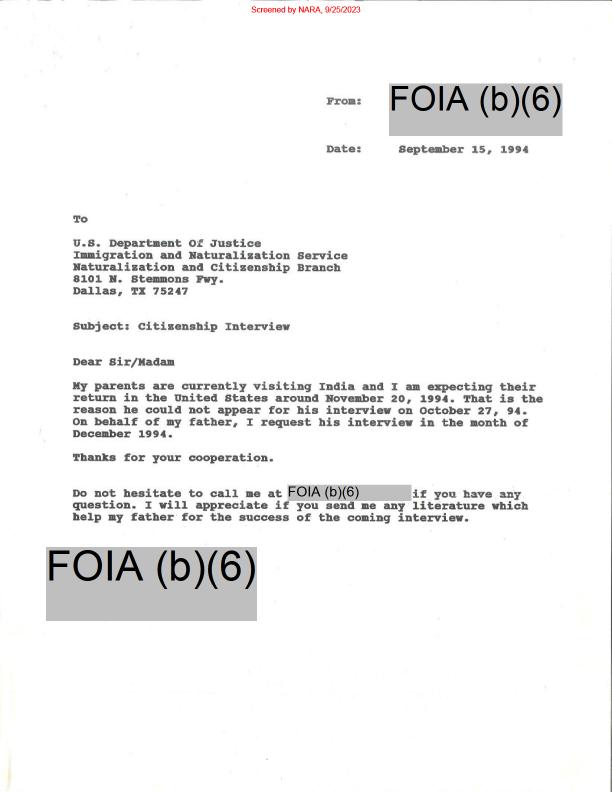 Screened by NARA, 9/25/2023
From: FOIA (b)(6)
Date: September 15, 1994
To
U.S. Department Of Justice
Immigration and Naturalization Service
Naturalization and Citizenship Branch
8101 N. Stemmons Fwy.
Dallas, TX 75247
Subject: Citizenship Interview
Dear Sir/Madam
My parents are currently visiting India and I am expecting their
return in the United States around November 20, 1994. That is the
reason he could not appear for his interview on October 27, 94.
On behalf of my father, I request his interview in the month of
December 1994.
Thanks for your cooperation.
Do not hesitate to call me at FOIA (b)(6) if you have any
question. I will appreciate if you send me any literature which
help my father for the success of the coming interview.
FOIA (b)(6)